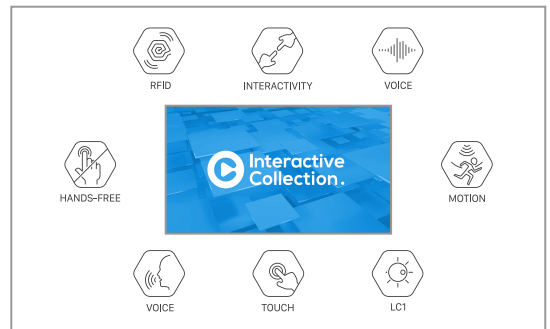 RFID
INTERACTIVITY
VOICE
HANDS-FREE
Interactive
Collection.
MOTION
VOICE
TOUCH
LC1